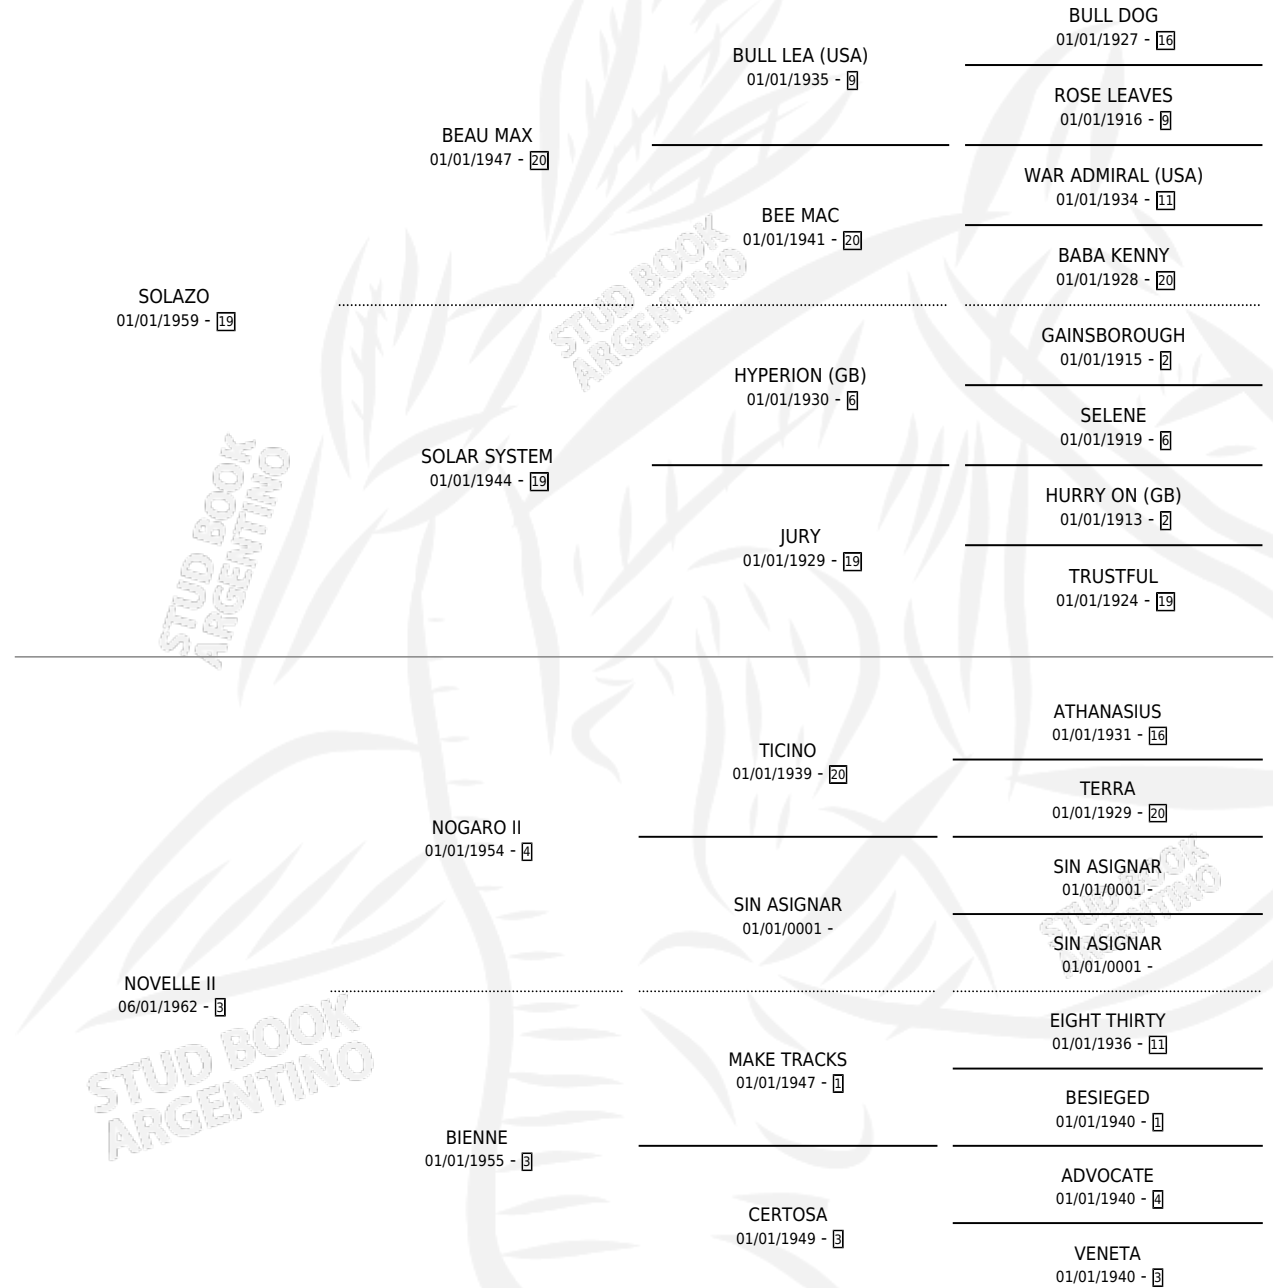 BULL DOG
01/01/1927 - 16
BULL LEA (USA)
01/01/1935 - 9
ROSE LEAVES
01/01/1916 - 9
BEAU MAX
01/01/1947 - 20
WAR ADMIRAL (USA)
01/01/1934 - 11
BEE MAC
01/01/1941 - 20
BABA KENNY
01/01/1928 - 20
SOLAZO
01/01/1959 - 19
GAINSBOROUGH
01/01/1915 - 2
HYPERION (GB)
01/01/1930 - 6
SELENE
01/01/1919 - 6
SOLAR SYSTEM
01/01/1944 - 19
HURRY ON (GB)
01/01/1913 - 2
JURY
01/01/1929 - 19
TRUSTFUL
01/01/1924 - 19
ATHANASIUS
01/01/1931 - 16
TICINO
01/01/1939 - 20
TERRA
01/01/1929 - 20
NOGARO II
01/01/1954 - 4
SIN ASIGNAR
01/01/0001 -
SIN ASIGNAR
01/01/0001 -
SIN ASIGNAR
01/01/0001 -
NOVELLE II
06/01/1962 - 3
EIGHT THIRTY
01/01/1936 - 11
MAKE TRACKS
01/01/1947 - 1
BESIEGED
01/01/1940 - 1
BIENNE
01/01/1955 - 3
ADVOCATE
01/01/1940 - 4
CERTOSA
01/01/1949 - 3
VENETA
01/01/1940 - 3
STUD BOOK
ARGENTINO
STUD BOOK
ARGENTINO
STUD BOOK
ARGENTINO
STUD BOOK
ARGENTINO